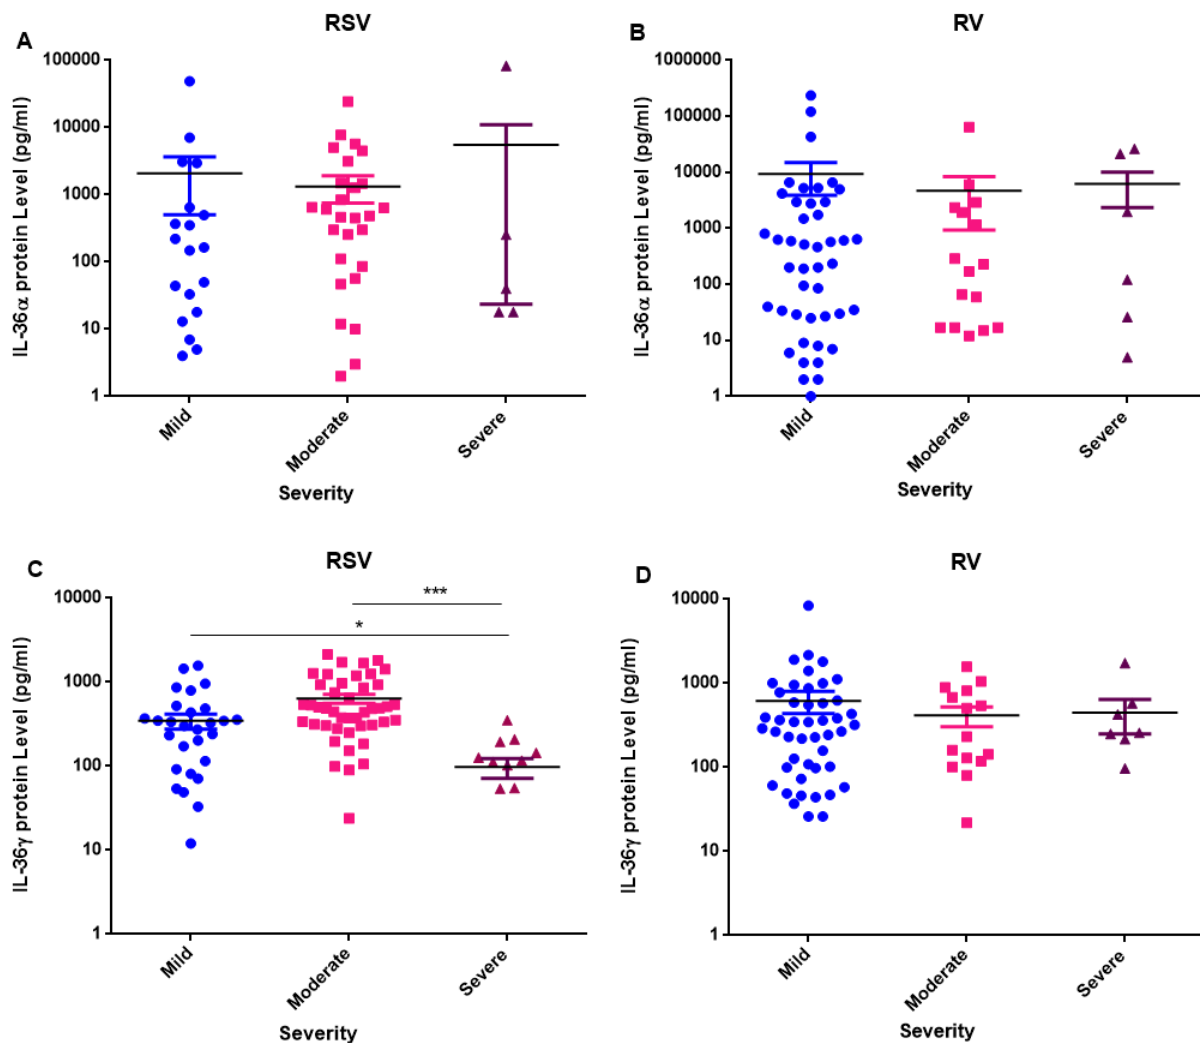 RSV
A
IL-36α protein Level (pg/ml)
100000
10000
1000
100
10
1
Mild
Moderate
Severe
Severity
RV
B
IL-36α protein Level (pg/ml)
1000000
100000
10000
1000
100
10
1
Mild
Moderate
Severe
Severity
RSV
C
IL-36γ protein Level (pg/ml)
10000
1000
100
10
1
***
*
Mild
Moderate
Severe
Severity
RV
D
IL-36γ protein Level (pg/ml)
10000
1000
100
10
1
Mild
Moderate
Severe
Severity